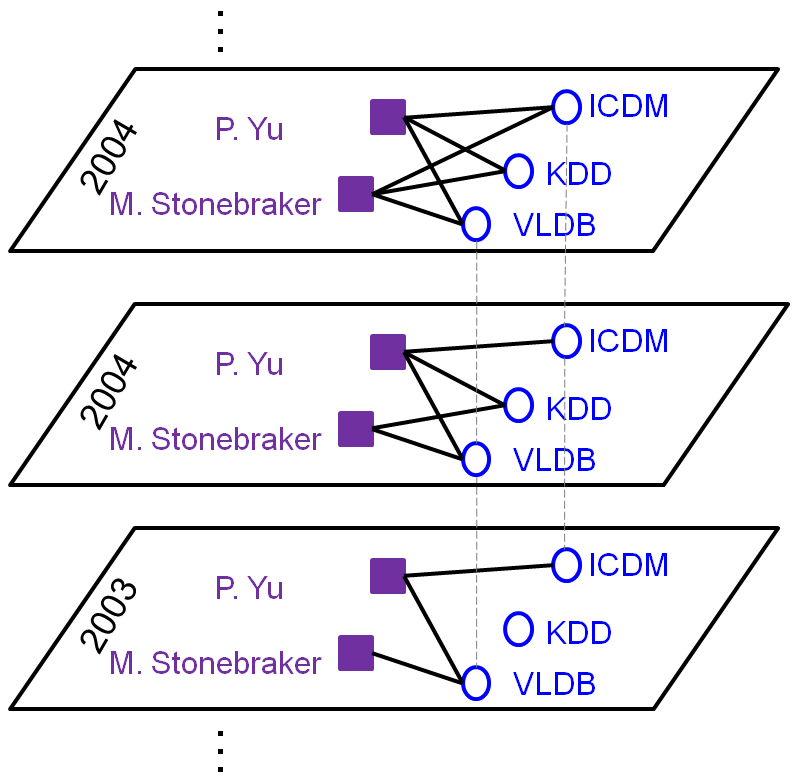 2004
P. Yu
M. Stonebraker
ICDM
KDD
VLDB
2004
P. Yu
M. Stonebraker
ICDM
KDD
VLDB
2003
P. Yu
M. Stonebraker
ICDM
KDD
VLDB